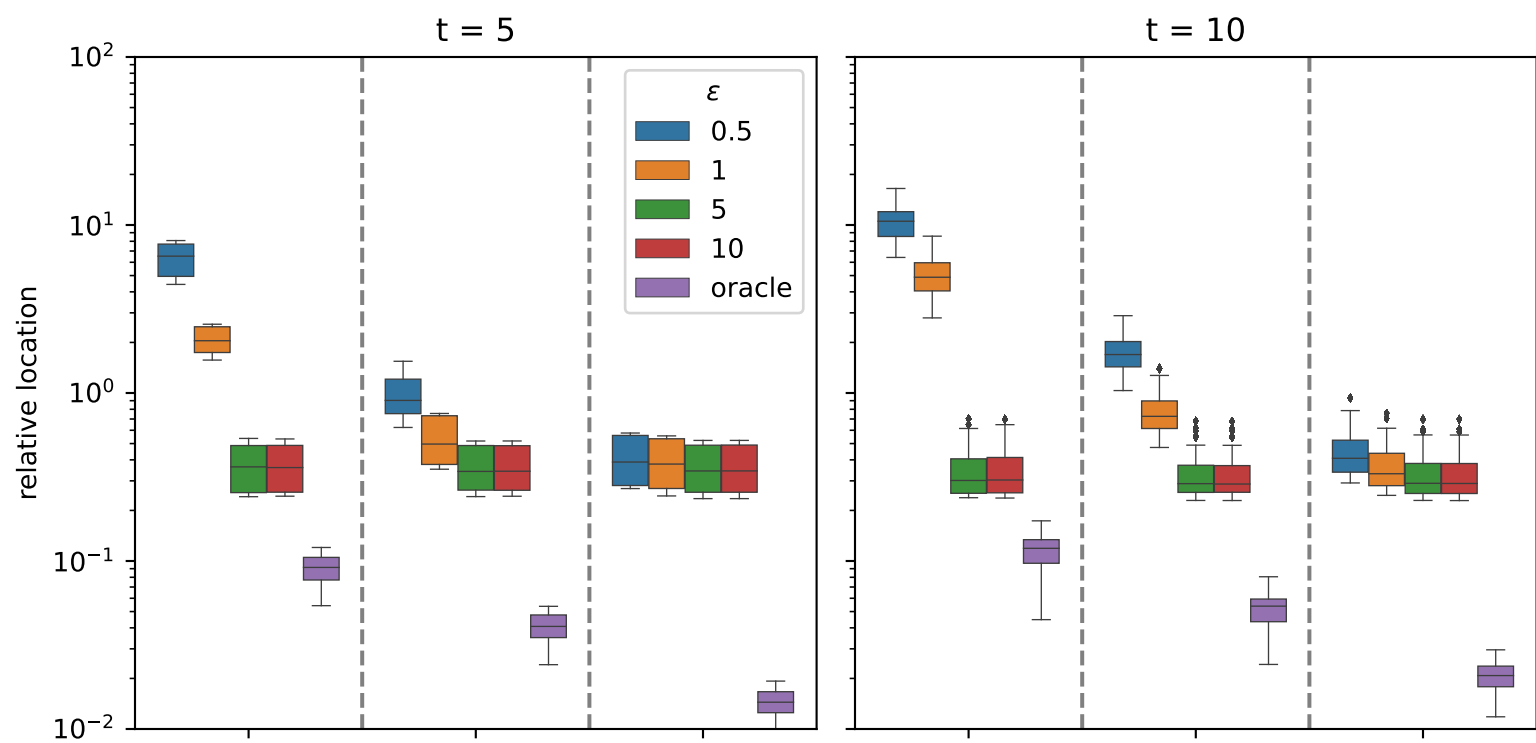 t = 5
t = 10
10²
10¹
10⁰
10⁻¹
10⁻²
relative location
ε
0.5
1
5
10
oracle